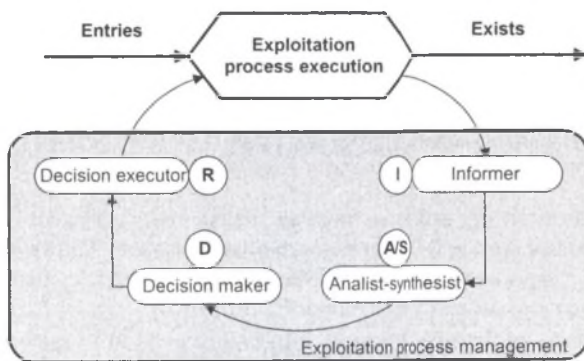 Entries
Exploitation
process execution
Exists
Decision executor
R
I
Informer
D
A/S
Decision maker
Analist-synthesist
Exploitation process management